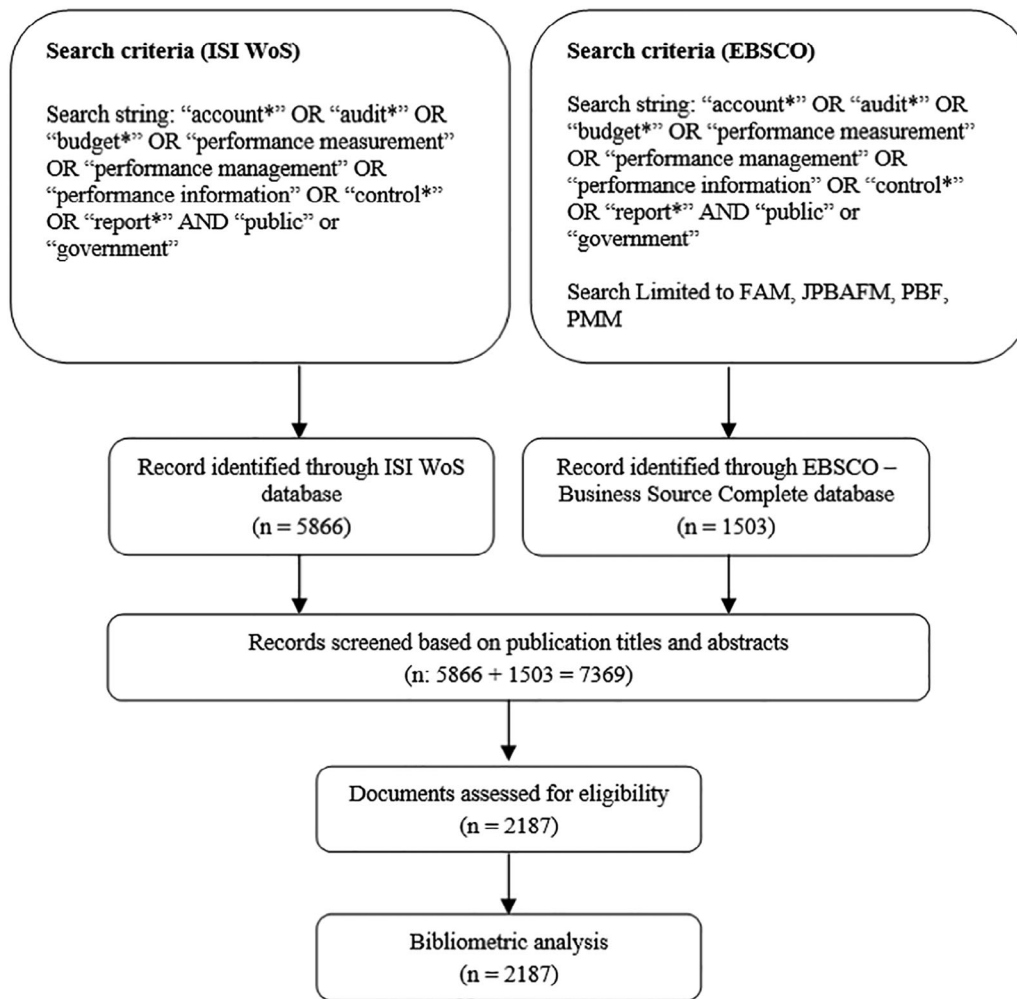 Search criteria (ISI WoS)
Search string: “account*” OR “audit*” OR
“budget*” OR “performance measurement”
OR “performance management” OR
“performance information” OR “control*”
OR “report*” AND “public” or
“government”
Search criteria (EBSCO)
Search string: “account*” OR “audit*” OR
“budget*” OR “performance measurement”
OR “performance management” OR
“performance information” OR “control*”
OR “report*” AND “public” or
“government”
Search Limited to FAM, JPBAFM, PBF,
PMM
Record identified through ISI WoS
database
(n = 5866)
Record identified through EBSCO –
Business Source Complete database
(n = 1503)
Records screened based on publication titles and abstracts
(n: 5866 + 1503 = 7369)
Documents assessed for eligibility
(n = 2187)
Bibliometric analysis
(n = 2187)